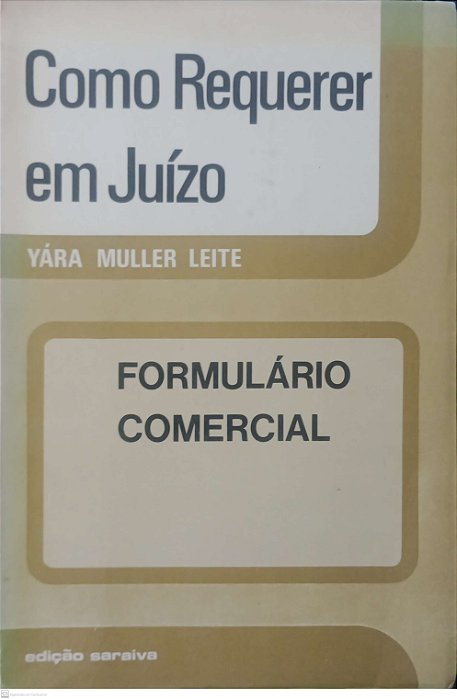 Como Requerer
em Juízo
YÁRA MULLER LEITE
FORMULÁRIO
COMERCIAL
edição saraiva